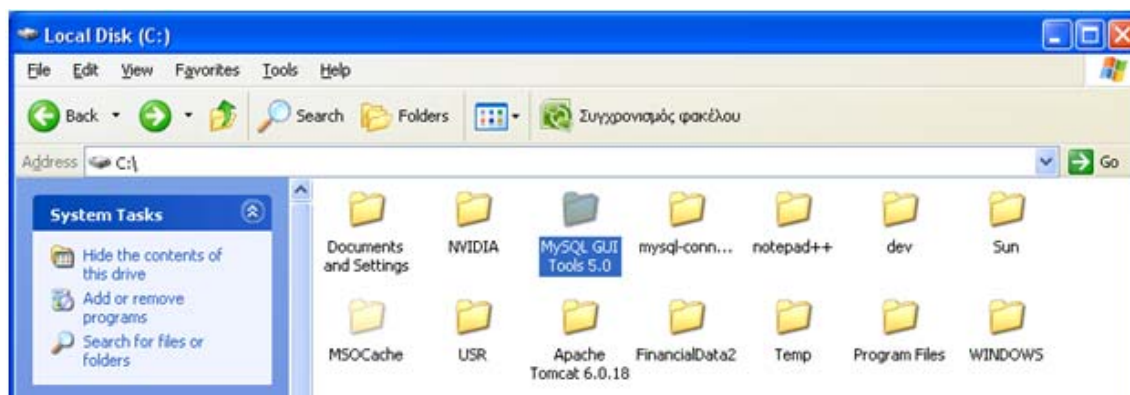 Local Disk (C:)
File Edit View Favorites Tools Help
Back Search Folders Συγχρονισμός φακέλου
Address C:\ Go
System Tasks
Hide the contents of
this drive
Add or remove
programs
Search for files or
folders
Documents
and Settings
NVIDIA
MySQL GUI
Tools 5.0
mysql-conn...
notepad++
dev
Sun
MSOCache
USR
Apache
Tomcat 6.0.18
FinancialData2
Temp
Program Files
WINDOWS